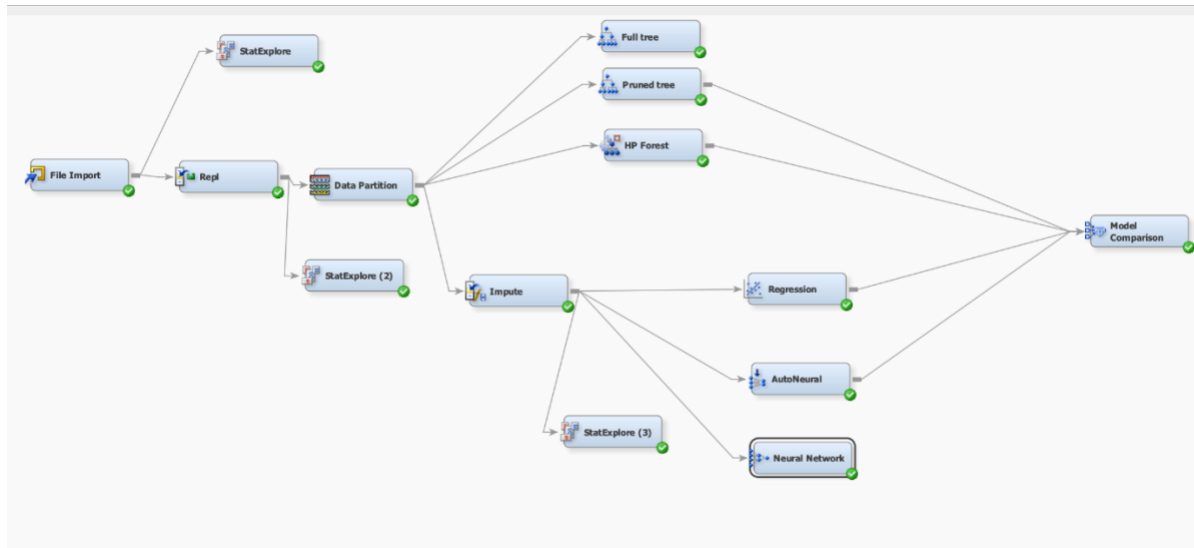 StatExplore
Full tree
Pruned tree
HP Forest
File Import
Repl
Data Partition
Model
Comparison
StatExplore (2)
Impute
Regression
AutoNeural
StatExplore (3)
Neural Network